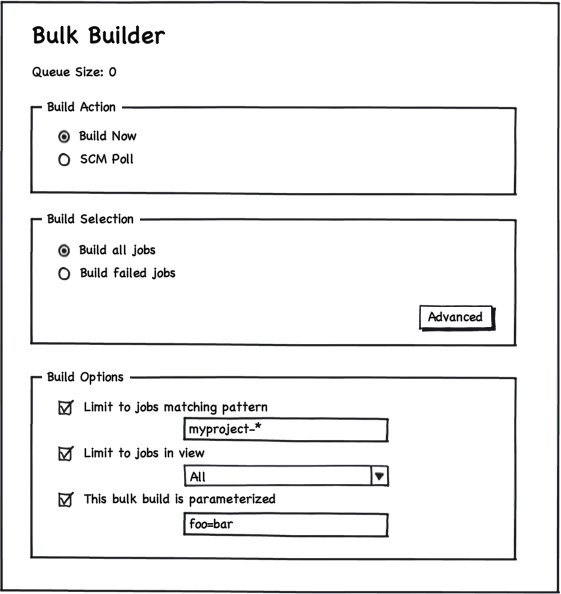 Bulk Builder
Queue Size: 0
Build Action
Build Now
SCM Poll
Build Selection
Build all jobs
Build failed jobs
Advanced
Build Options
Limit to jobs matching pattern
myproject-*
Limit to jobs in view
All
This bulk build is parameterized
foo=bar